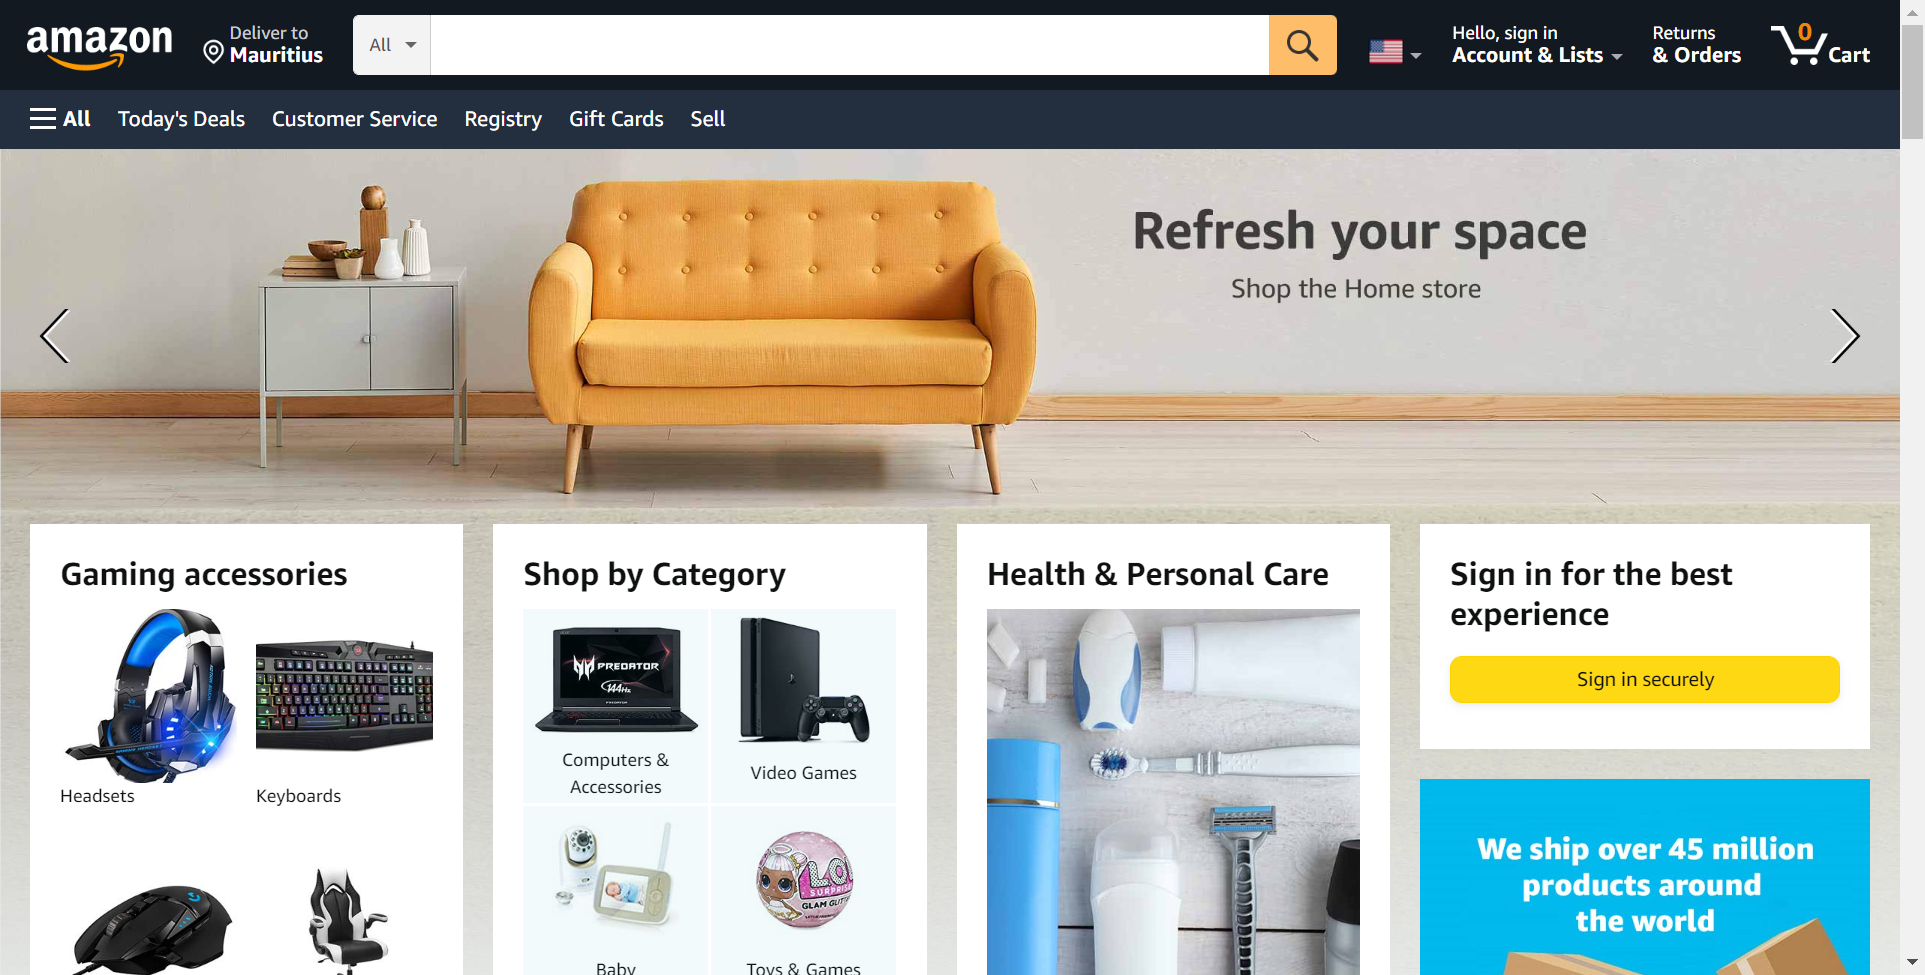 amazon
Deliver to
Mauritius
All
Hello, sign in
Account & Lists
Returns
& Orders
0
Cart
All
Today's Deals
Customer Service
Registry
Gift Cards
Sell
Refresh your space
Shop the Home store
Gaming accessories
Headsets
Keyboards
Shop by Category
PREDATOR
144Hz
PREDATOR
Computers &
Accessories
Video Games
Baby
L.O.L.
SURPRISE
GLAM GLITTER
Toys & Games
Health & Personal Care
Sign in for the best
experience
Sign in securely
We ship over 45 million
products around
the world